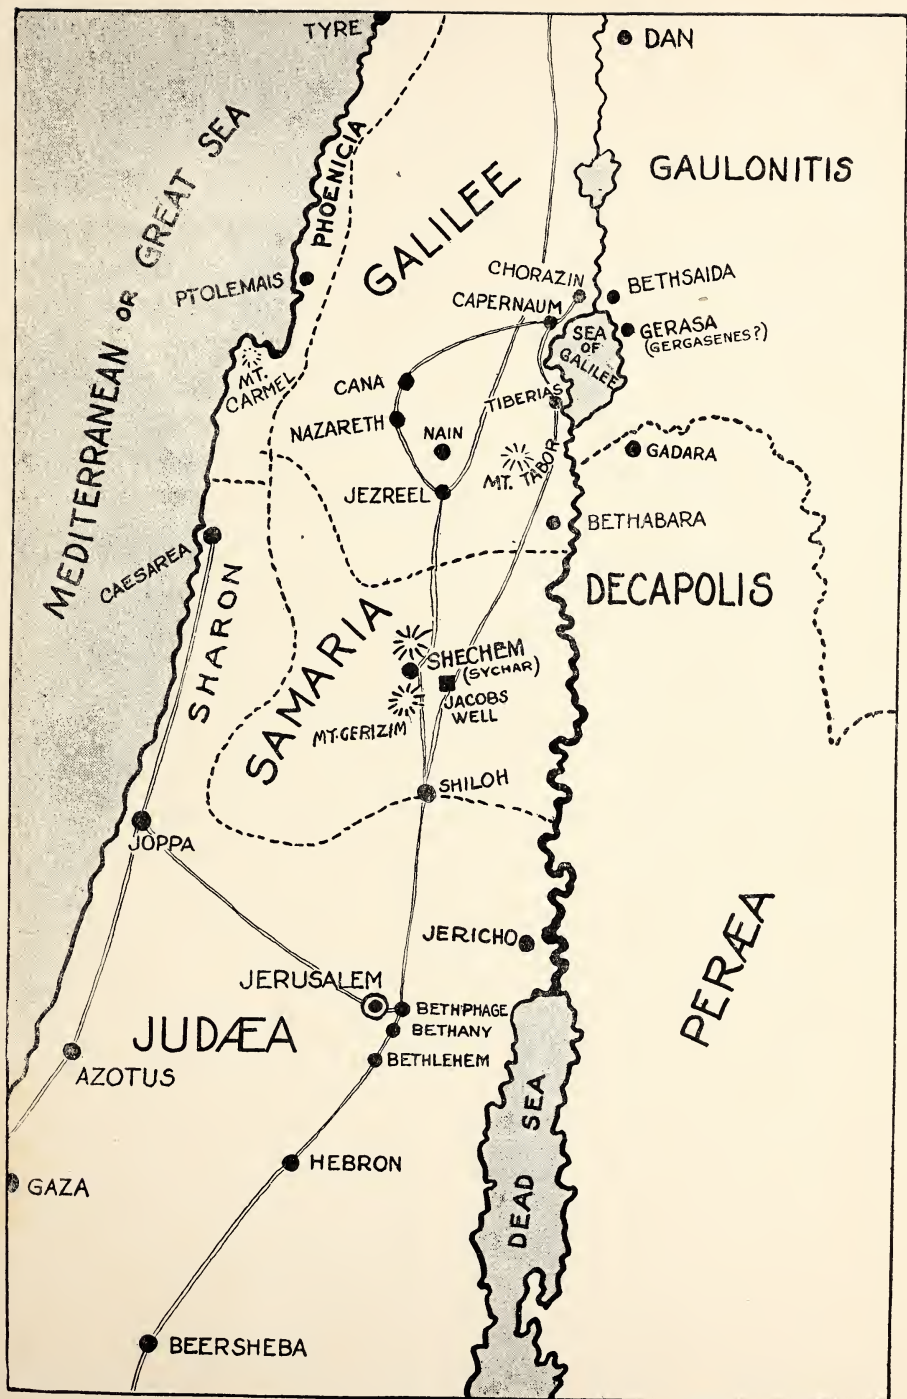 TYRE
DAN
MEDITERRANEAN OR GREAT SEA
PHOENICIA
GAULONITIS
GALILEE
PTOLEMAIS
CHORAZIN
BETHSAIDA
CAPERNAUM
GERASA
(GERGASENES?)
SEA
OF
GALILEE
MT.
CARMEL
CANA
TIBERIAS
NAZARETH
NAIN
MT. TABOR
GADARA
JEZREEL
BETHABARA
CAESAREA
DECAPOLIS
SHARON
SAMARIA
SHECHEM
(SYCHAR)
JACOBS
WELL
MT. GERIZIM
SHILOH
JOPPA
PERÆA
JERICHO
JERUSALEM
BETHPHAGE
JUDÆA
BETHANY
BETHLEHEM
AZOTUS
DEAD SEA
HEBRON
GAZA
BEERSHEBA